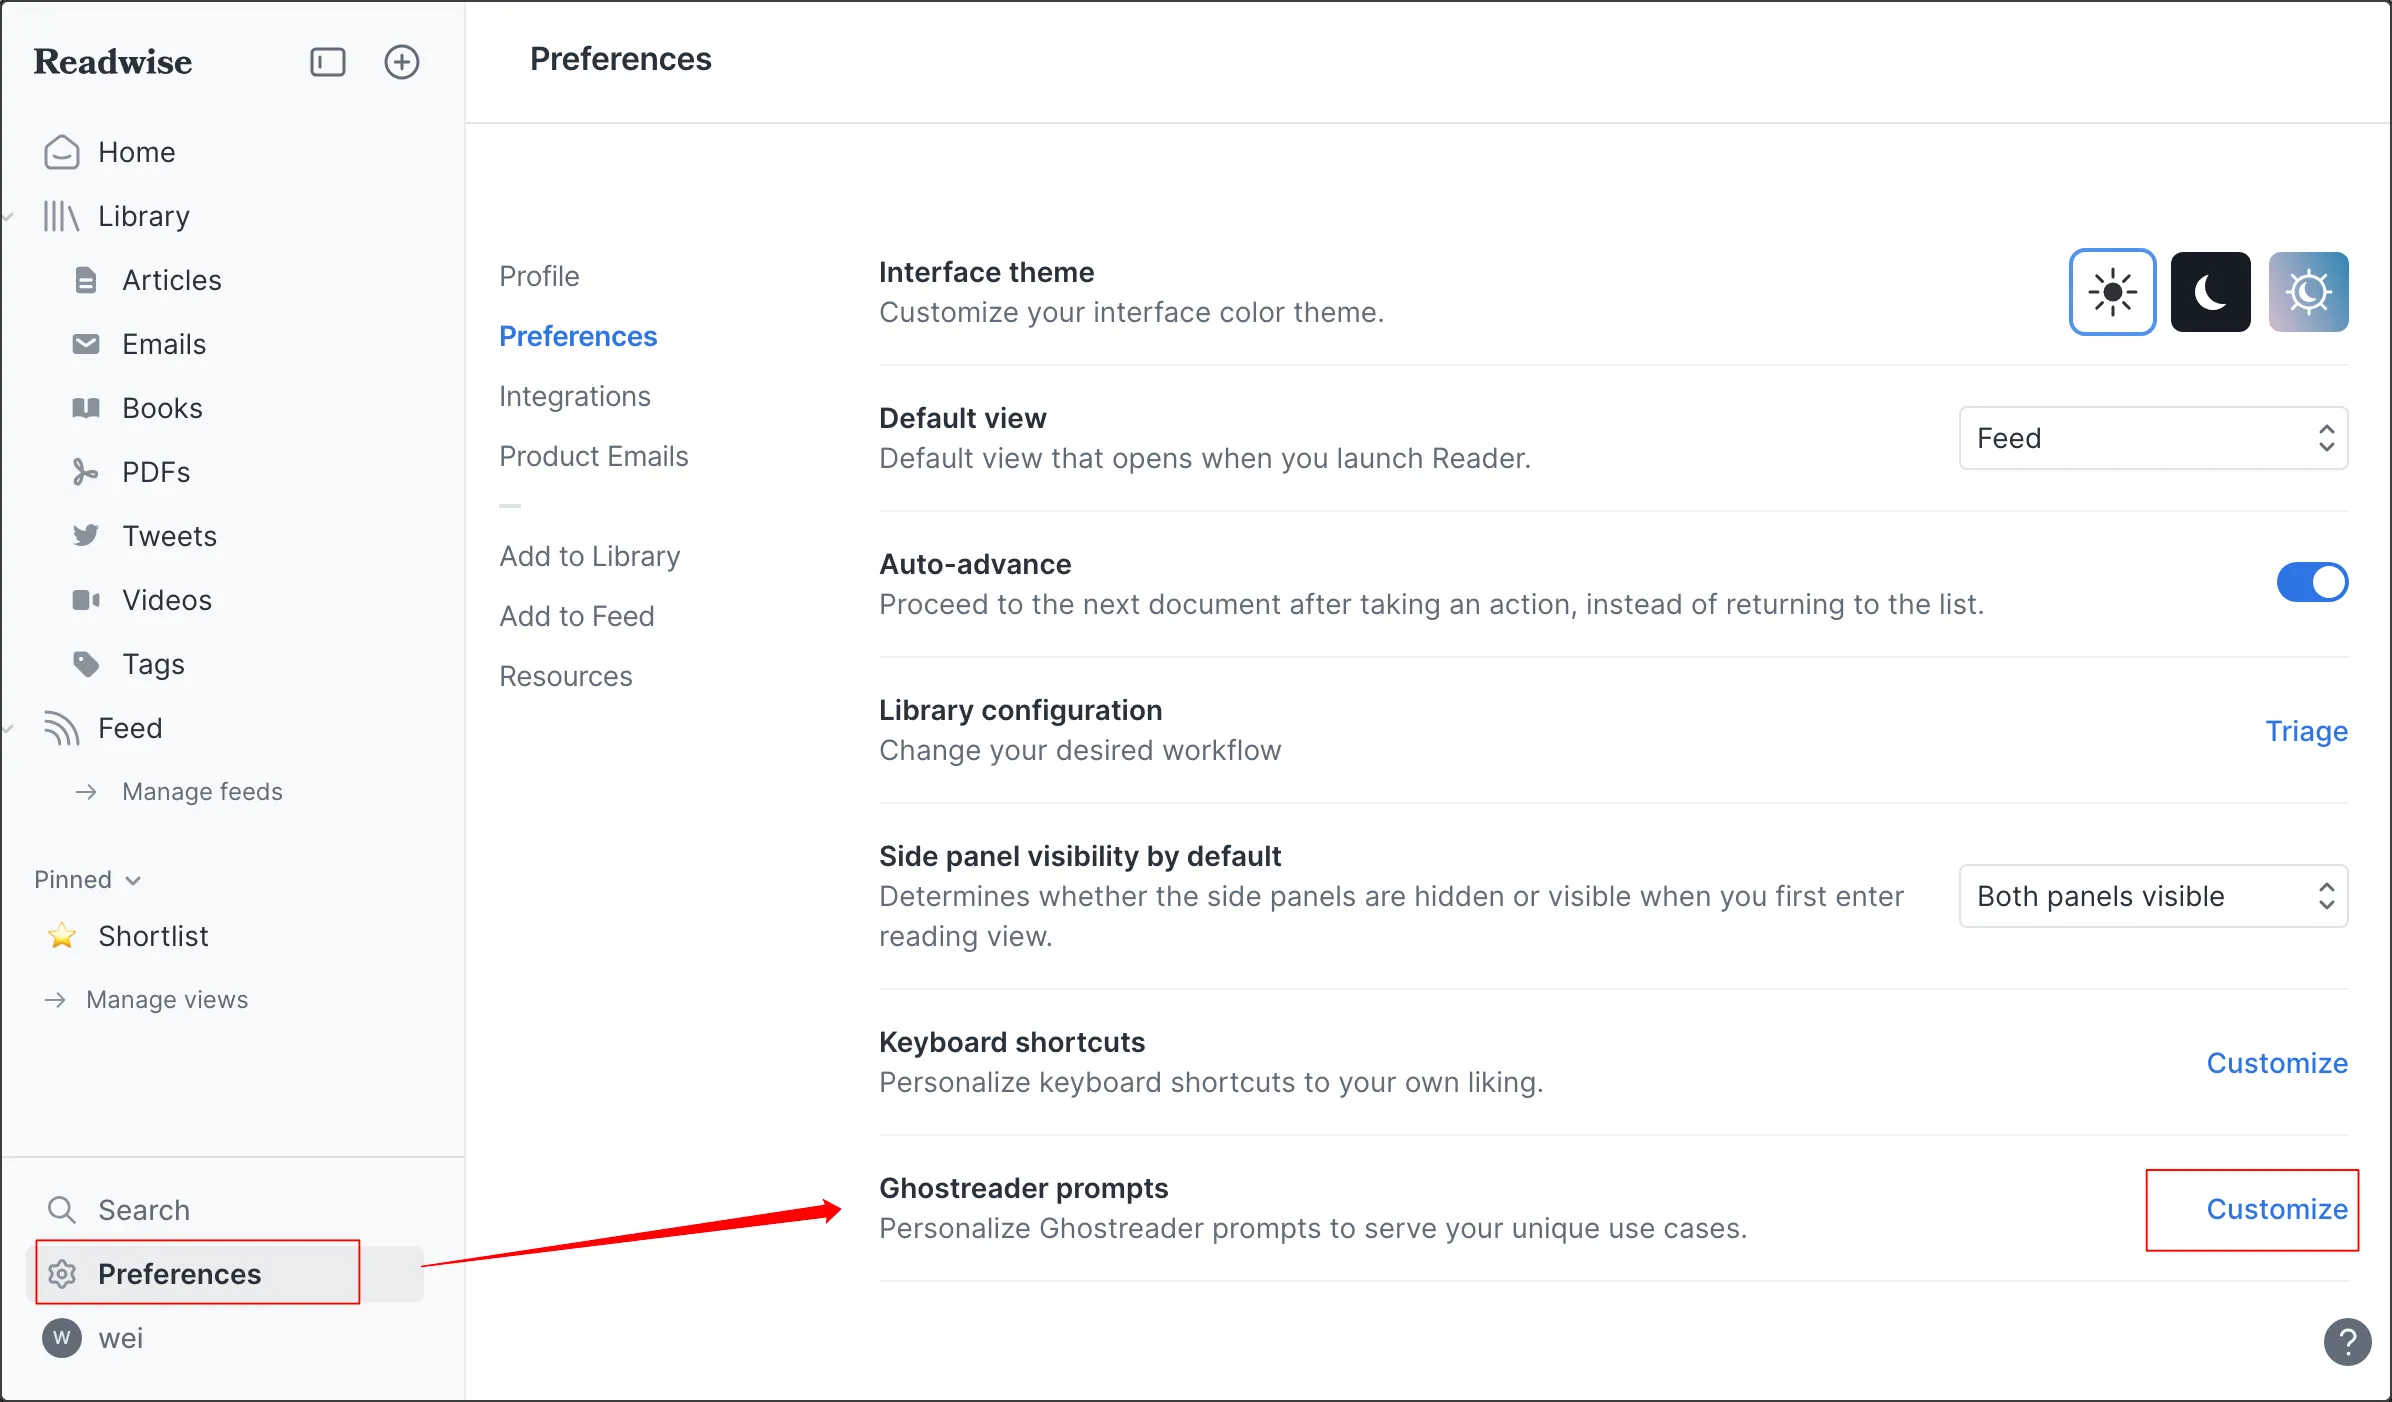 Readwise
Home
Library
Articles
Emails
Books
PDFs
Tweets
Videos
Tags
Feed
Manage feeds
Pinned
Shortlist
Manage views
Search
Preferences
W
wei
Preferences
Profile
Preferences
Integrations
Product Emails
Add to Library
Add to Feed
Resources
Interface theme
Customize your interface color theme.
Default view
Default view that opens when you launch Reader.
Feed
Auto-advance
Proceed to the next document after taking an action, instead of returning to the list.
Library configuration
Change your desired workflow
Triage
Side panel visibility by default
Determines whether the side panels are hidden or visible when you first enter
reading view.
Both panels visible
Keyboard shortcuts
Personalize keyboard shortcuts to your own liking.
Customize
Ghostreader prompts
Personalize Ghostreader prompts to serve your unique use cases.
Customize
?